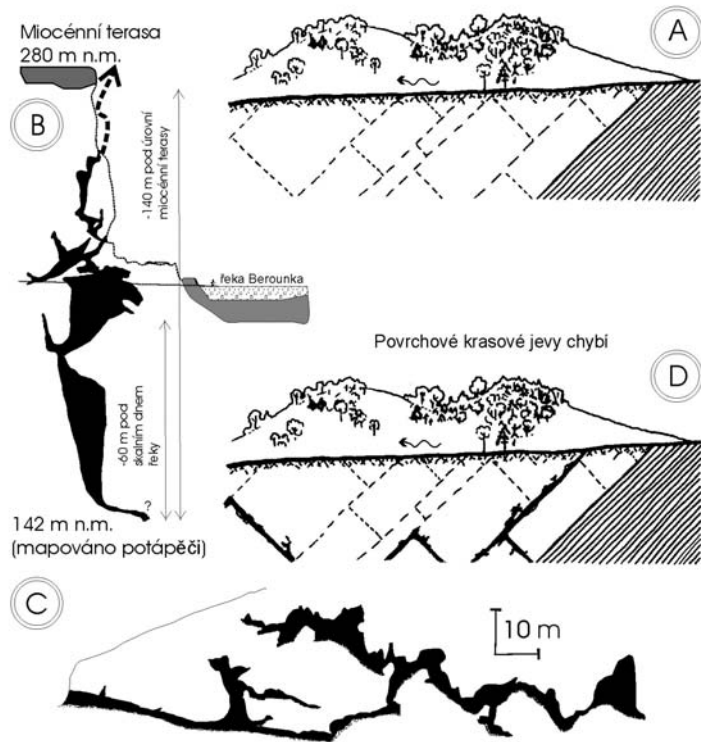 Miocénní terasa
280 m n.m.
A
B
-140 m pod úrovní
miocénní terasy
řeka Berounka
Povrchové krasové jevy chybí
D
-60 m pod
skalním dnem
řeky
?
142 m n.m.
(mapováno potápěči)
C
10 m